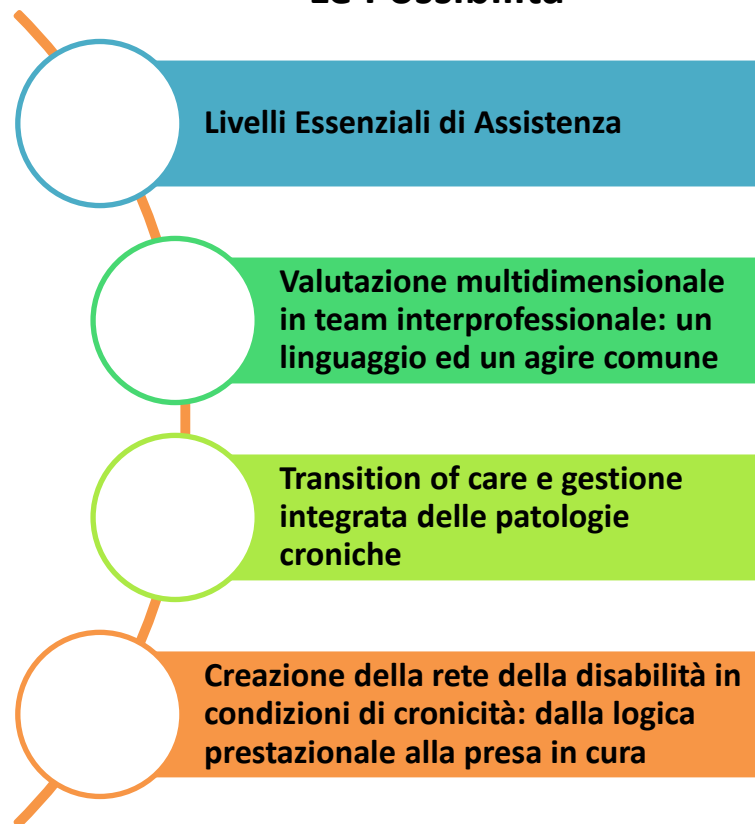 Le Possibilità
Livelli Essenziali di Assistenza
Valutazione multidimensionale
in team interprofessionale: un
linguaggio ed un agire comune
Transition of care e gestione
integrata delle patologie
croniche
Creazione della rete della disabilità in
condizioni di cronicità: dalla logica
prestazionale alla presa in cura